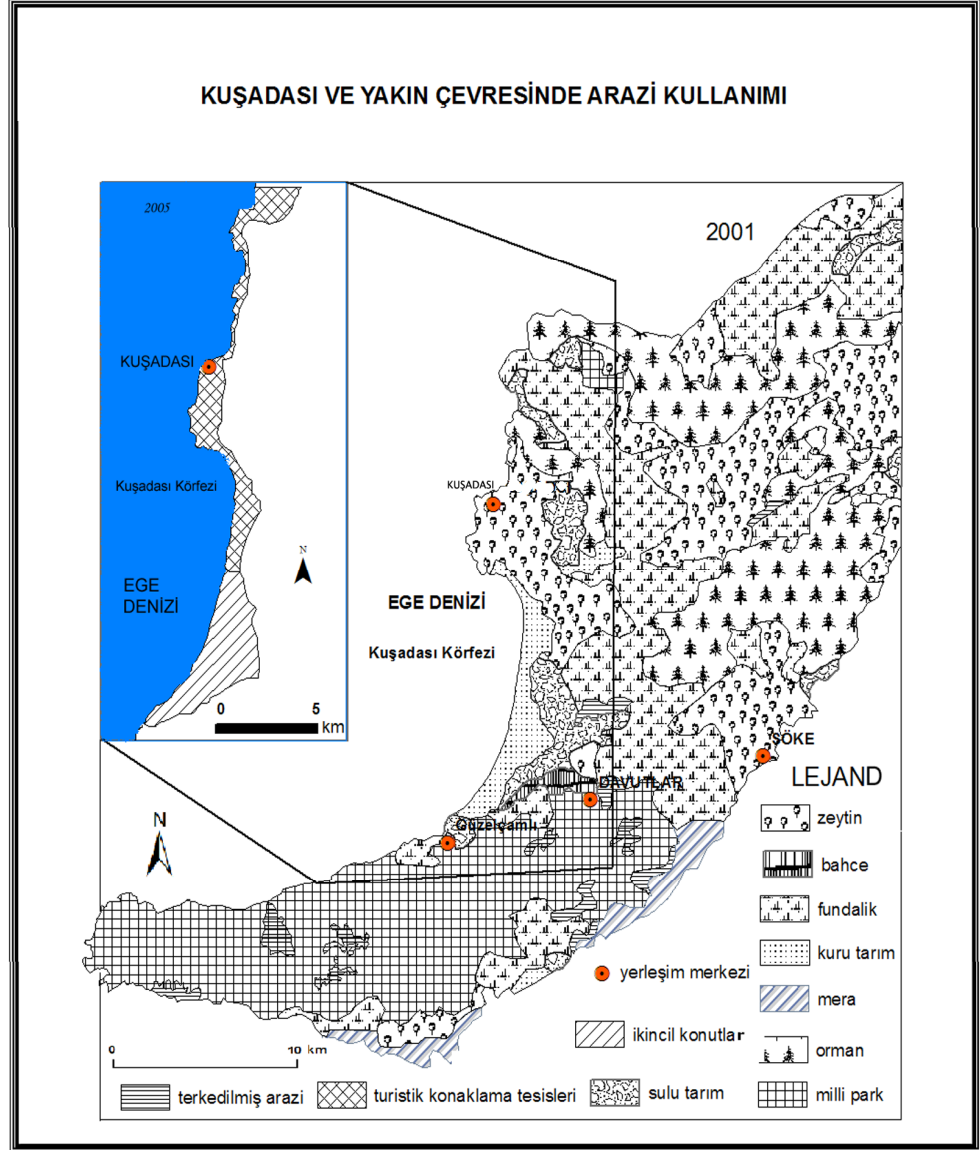 KUŞADASI VE YAKIN ÇEVRESİNDE ARAZİ KULLANIMI
2005
2001
KUŞADASI
Kuşadası Körfezi
EGE
DENİZİ
N
0 5
km
KUŞADASI
EGE DENİZİ
Kuşadası Körfezi
SÖKE
DAVUTLAR
Güzelçamlı
N
LEJAND
zeytin
bahce
fundalik
kuru tarım
yerleşim merkezi
mera
ikincil konutlar
orman
0 10 km
terkedilmiş arazi
turistik konaklama tesisleri
sulu tarım
milli park